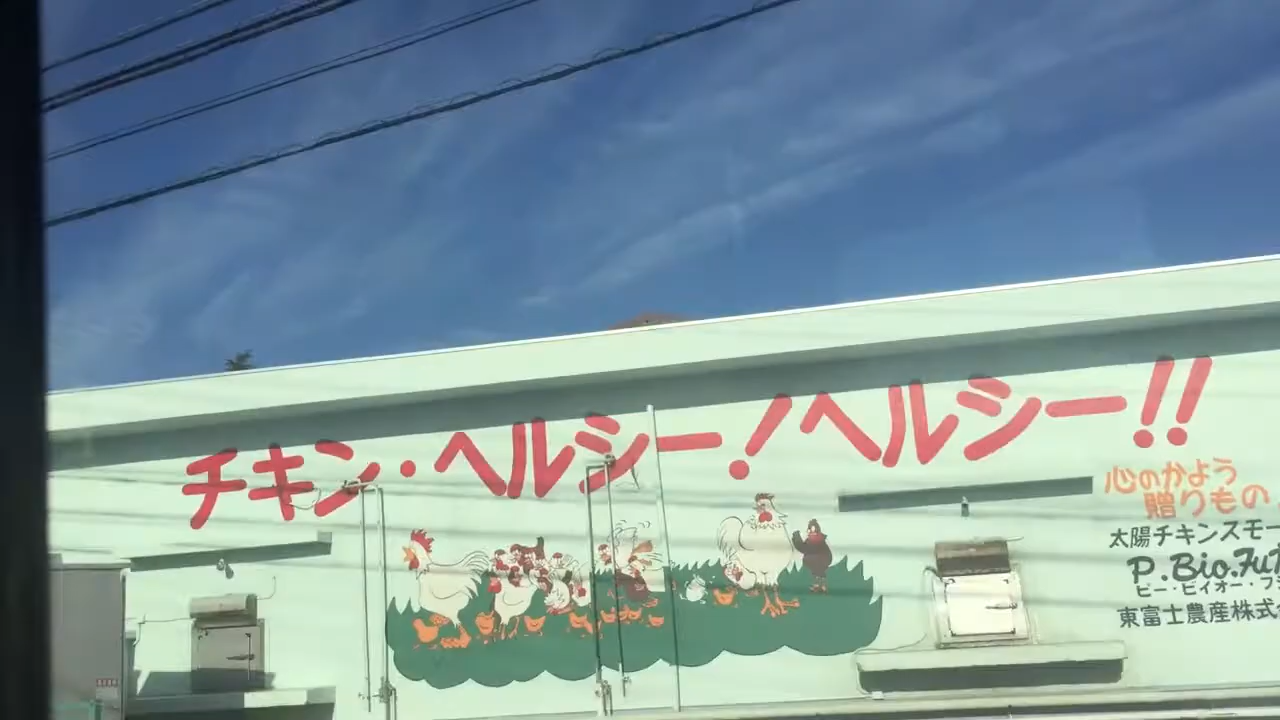 チキン・ヘルシー!ヘルシー!!
心のかよう
贈りもの
太陽チキンスモー
P.Bio.Fu
ビー・ビイオー・フ
東富士農産株式